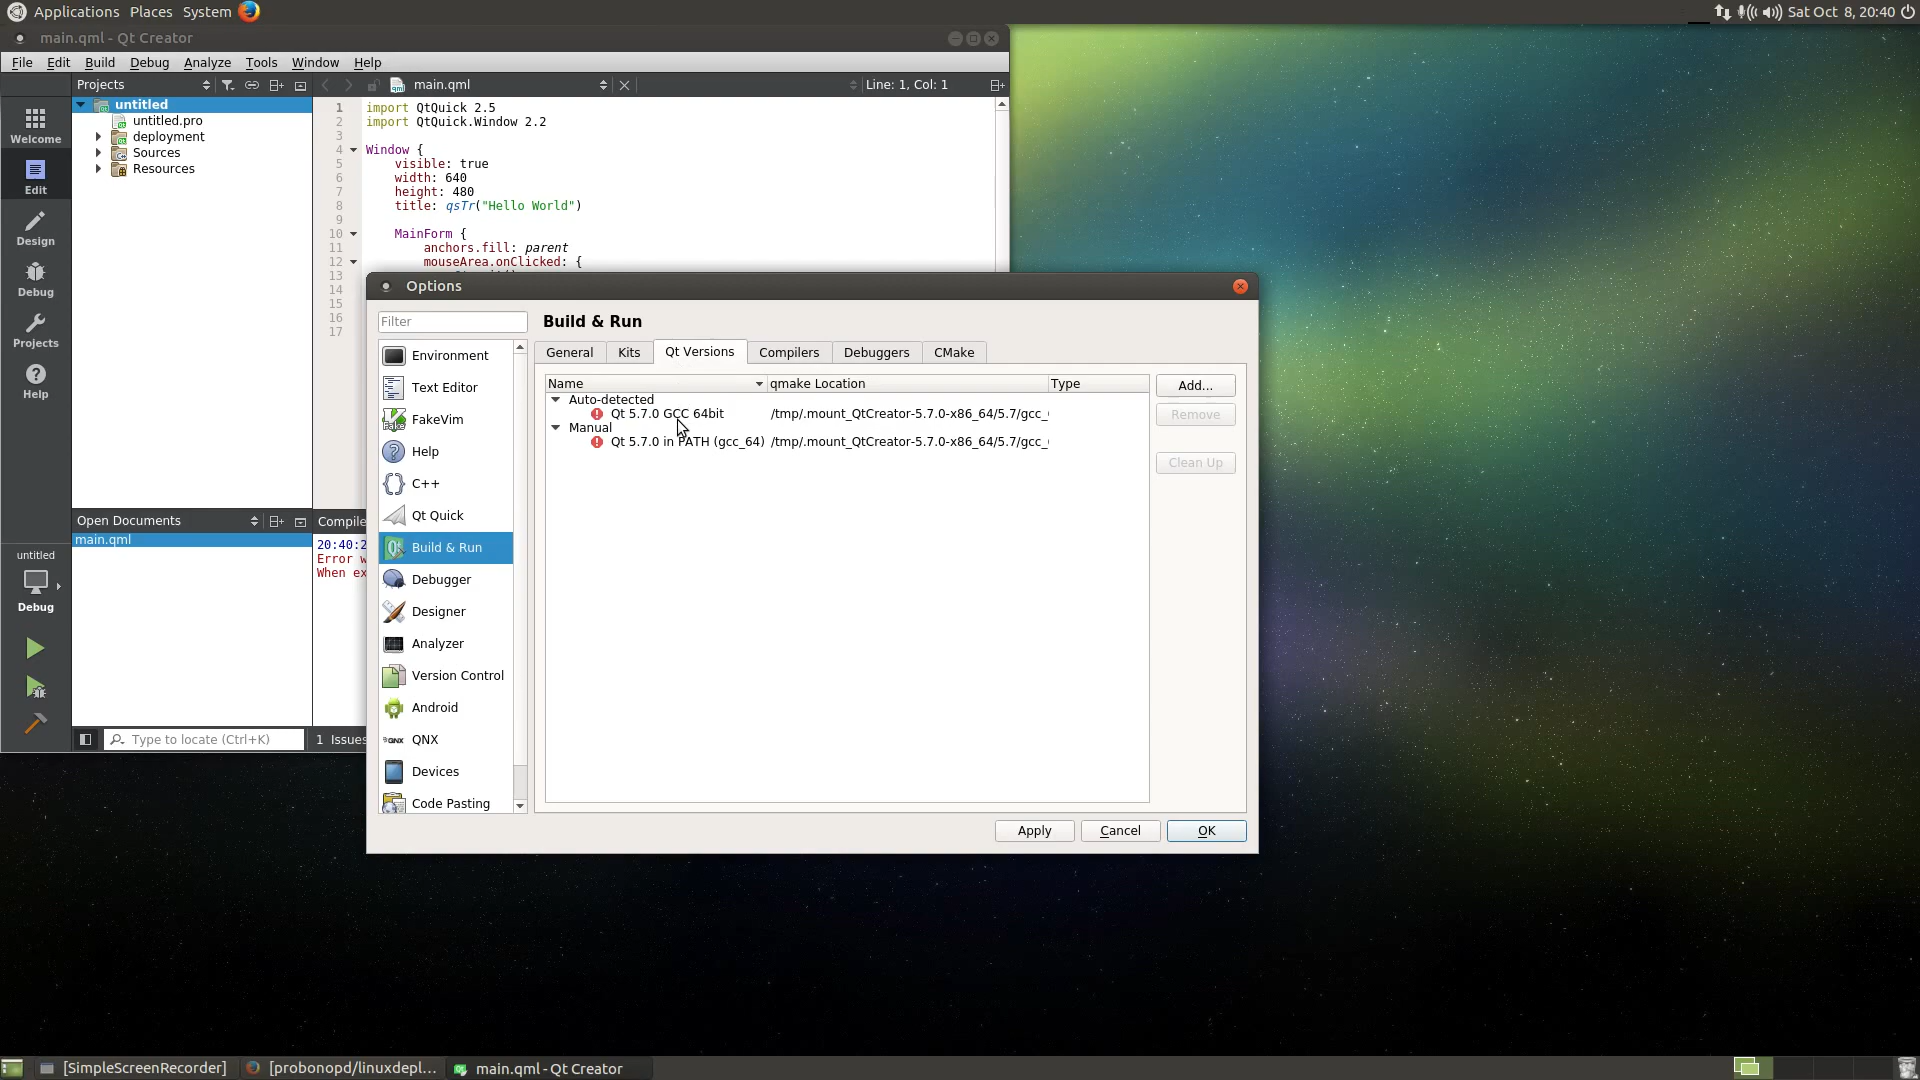 Applications Places System
Sat Oct 8, 20:40
main.qml - Qt Creator
File Edit Build Debug Analyze Tools Window Help
Projects
main.qml
Line: 1, Col: 1
Welcome
Edit
Design
Debug
Projects
Help
untitled
untitled.pro
deployment
Sources
Resources
1 import QtQuick 2.5
2 import QtQuick.Window 2.2
3
4 Window {
5 visible: true
6 width: 640
7 height: 480
8 title: qsTr("Hello World")
9
10 MainForm {
11 anchors.fill: parent
12 mouseArea.onClicked: {
13
14
15
16
17
Open Documents
main.qml
Compile
20:40:2
Error w
When ex
untitled
Debug
Type to locate (Ctrl+K)
1 Issues
Options
Filter
Environment
Text Editor
FakeVim
Help
C++
Qt Quick
Build & Run
Debugger
Designer
Analyzer
Version Control
Android
QNX
Devices
Code Pasting
Build & Run
General Kits Qt Versions Compilers Debuggers CMake
Name qmake Location Type
Auto-detected
Qt 5.7.0 GCC 64bit /tmp/.mount_QtCreator-5.7.0-x86_64/5.7/gcc_
Manual
Qt 5.7.0 in PATH (gcc_64) /tmp/.mount_QtCreator-5.7.0-x86_64/5.7/gcc_
Add...
Remove
Clean Up
Apply Cancel OK
[SimpleScreenRecorder] [probonopd/linuxdepl... main.qml - Qt Creator